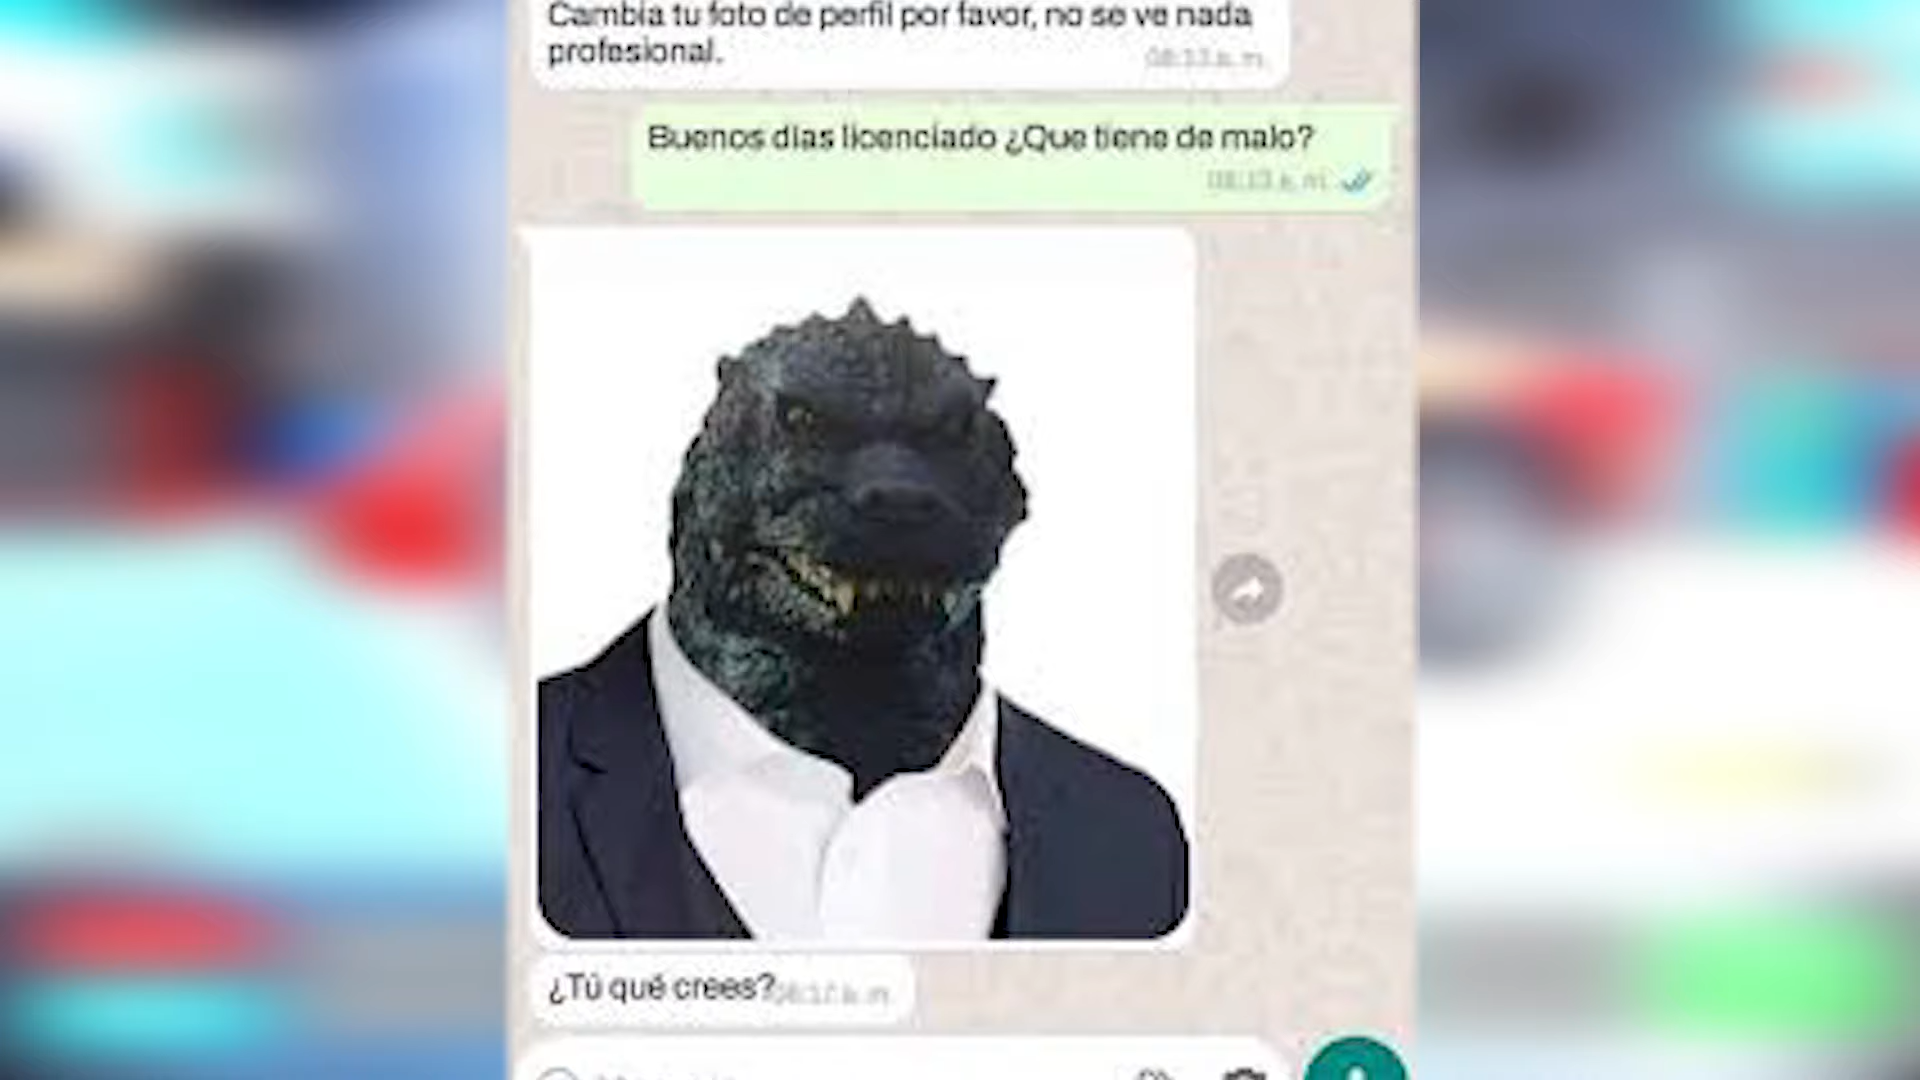 Cambia tu foto de perfil por favor, no se ve nada
profesional.
Buenos dias licenciado ¿Que tiene de malo?
¿Tú qué crees?